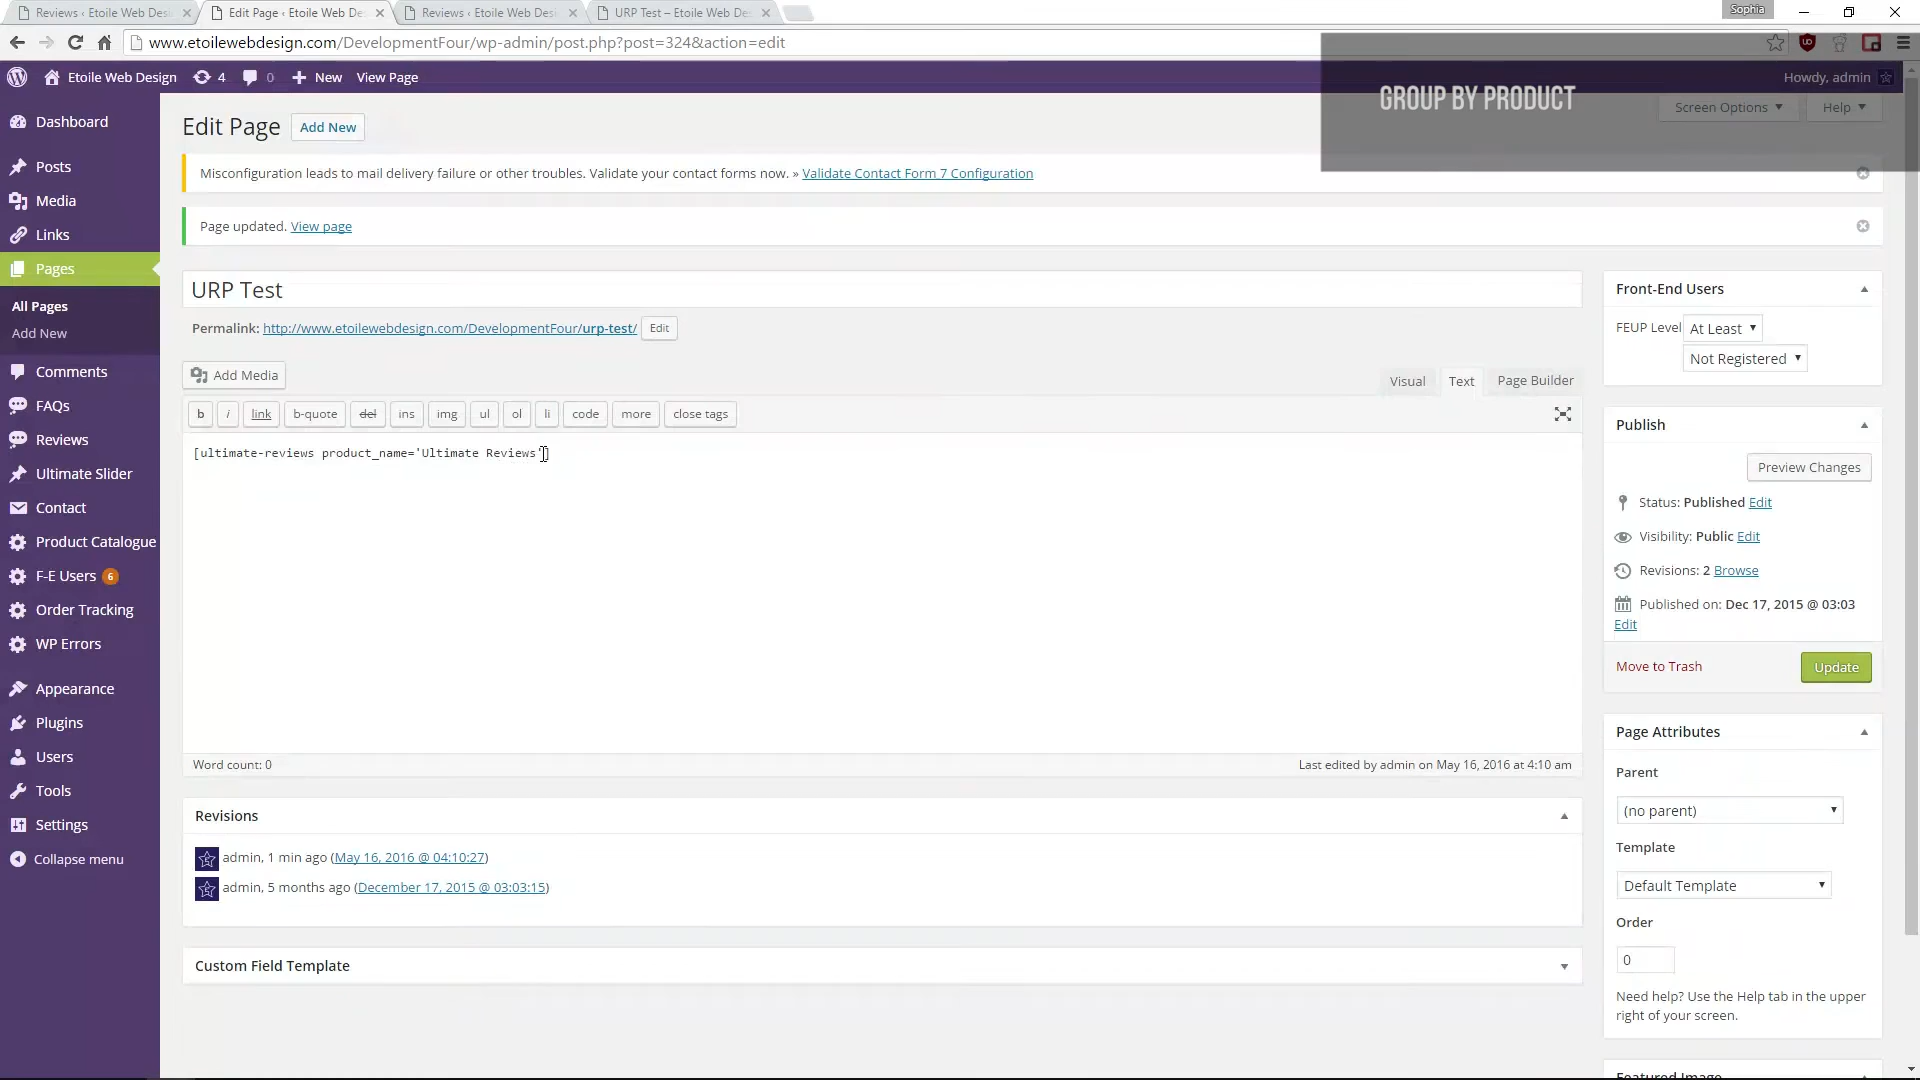 Sophia
Reviews ‹ Etoile Web Desi
Edit Page ‹ Etoile Web De
Reviews ‹ Etoile Web Desi
URP Test – Etoile Web De
www.etoilewebdesign.com/DevelopmentFour/wp-admin/post.php?post=324&action=edit
Etoile Web Design
4
0
New
View Page
Howdy, admin
GROUP BY PRODUCT
Screen Options
Help
Dashboard
Posts
Media
Links
Pages
All Pages
Add New
Comments
FAQs
Reviews
Ultimate Slider
Contact
Product Catalogue
F-E Users 6
Order Tracking
WP Errors
Appearance
Plugins
Users
Tools
Settings
Collapse menu
Edit Page
Add New
Misconfiguration leads to mail delivery failure or other troubles. Validate your contact forms now. » Validate Contact Form 7 Configuration
Page updated. View page
URP Test
Permalink: http://www.etoilewebdesign.com/DevelopmentFour/urp-test/ Edit
Add Media
Visual
Text
Page Builder
b
i
link
b-quote
del
ins
img
ul
ol
li
code
more
close tags
[ultimate-reviews product_name='Ultimate Reviews']
Word count: 0
Last edited by admin on May 16, 2016 at 4:10 am
Revisions
admin, 1 min ago (May 16, 2016 @ 04:10:27)
admin, 5 months ago (December 17, 2015 @ 03:03:15)
Custom Field Template
Front-End Users
FEUP Level At Least
Not Registered
Publish
Preview Changes
Status: Published Edit
Visibility: Public Edit
Revisions: 2 Browse
Published on: Dec 17, 2015 @ 03:03
Edit
Move to Trash
Update
Page Attributes
Parent
(no parent)
Template
Default Template
Order
0
Need help? Use the Help tab in the upper
right of your screen.
Featured Image